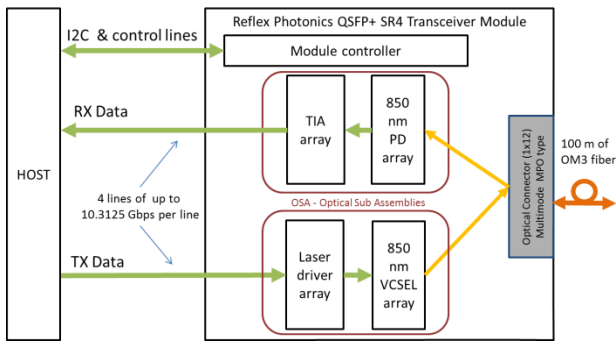 Reflex Photonics QSFP+ SR4 Transceiver Module
I2C & control lines
Module controller
RX Data
TIA
array
850
nm
PD
array
100 m of
OM3 fiber
HOST
4 lines of up to
10.3125 Gbps per line
OSA - Optical Sub Assemblies
Optical Connector (1x12)
Multimode MPO type
TX Data
Laser
driver
array
850
nm
VCSEL
array